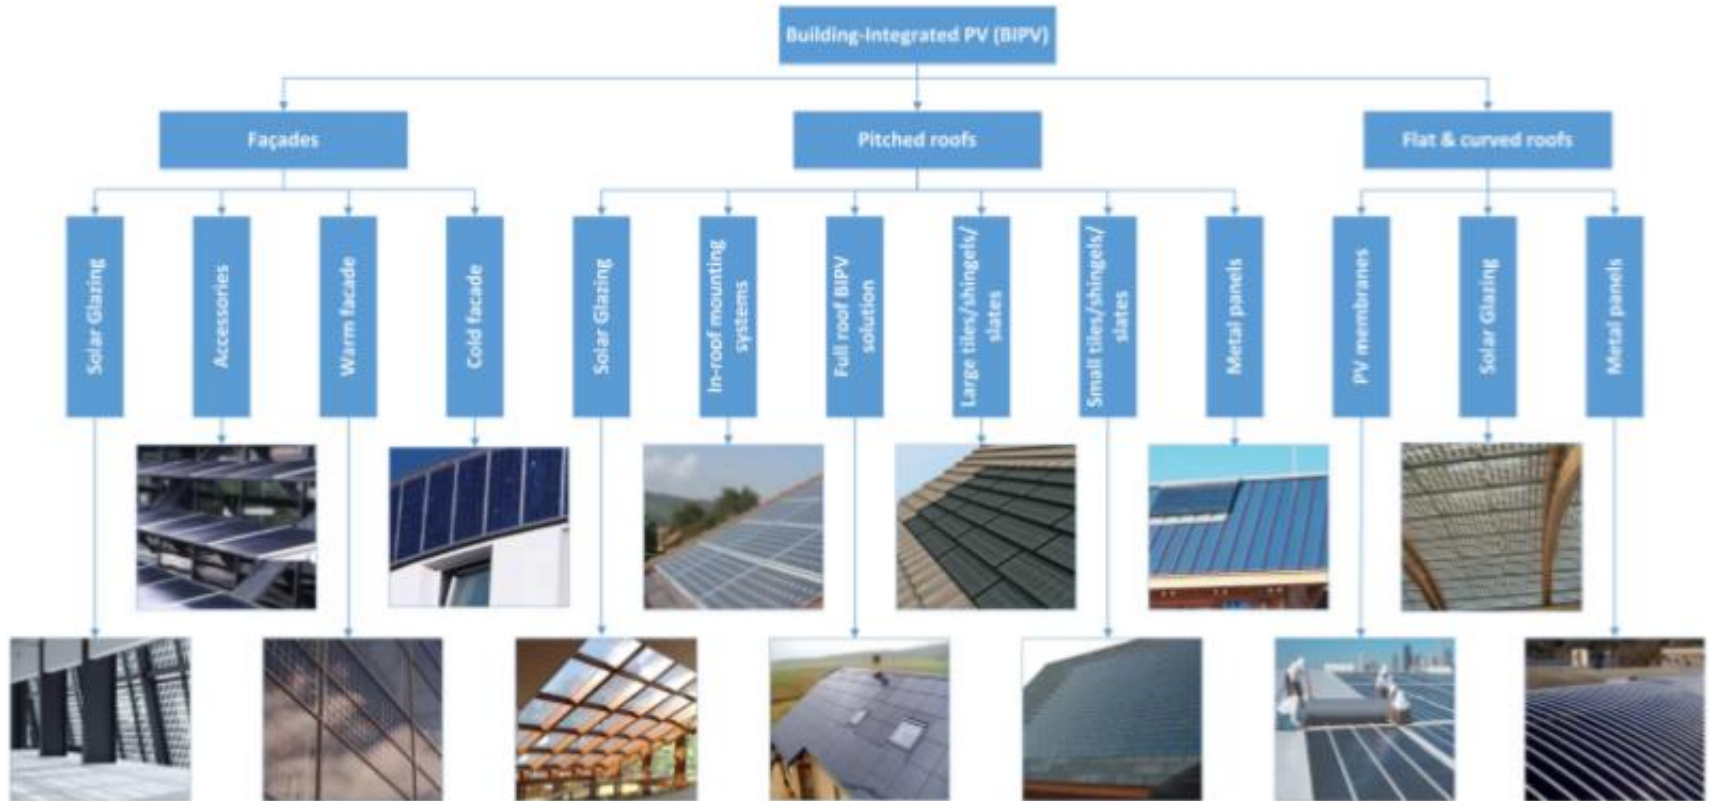 Building-Integrated PV (BIPV)
Façades
Pitched roofs
Flat & curved roofs
Solar Glazing
Accessories
Warm facade
Cold facade
Solar Glazing
In-roof mounting
systems
Full roof BIPV
solution
Large tiles/shingels/
slates
Small tiles/shingels/
slates
Metal panels
PV membranes
Solar Glazing
Metal panels